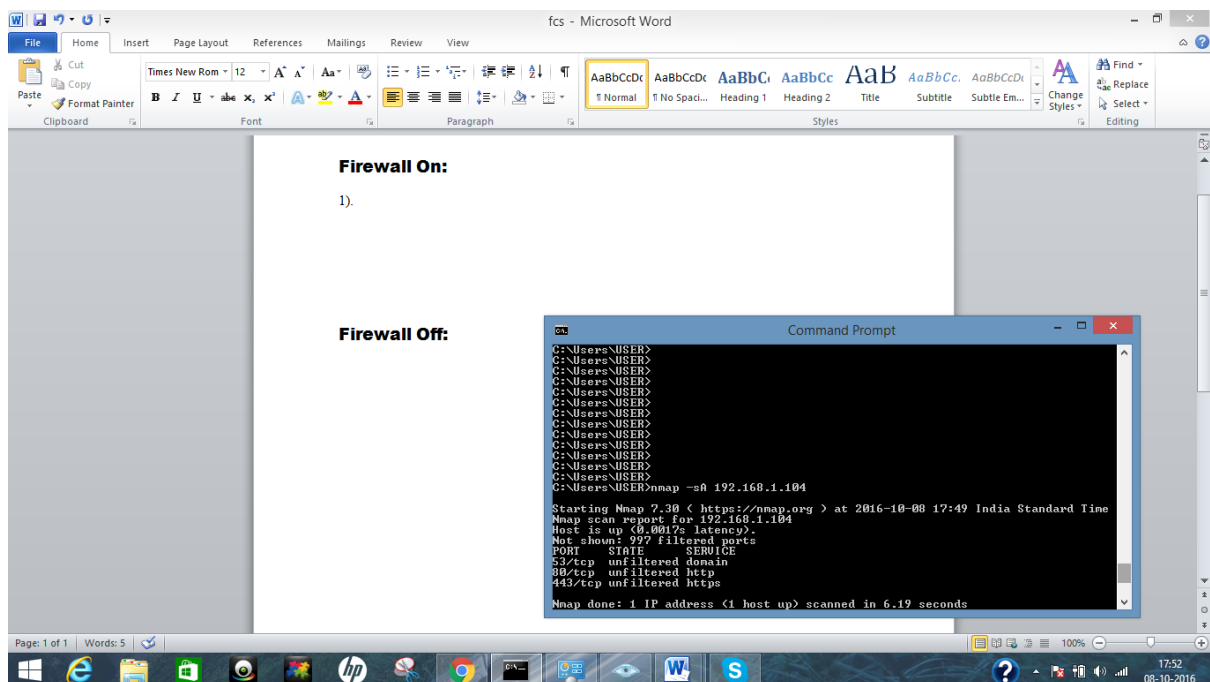 fcs - Microsoft Word
File Home Insert Page Layout References Mailings Review View
Cut
Copy
Paste
Format Painter
Clipboard
Times New Rom 12
Font
Paragraph
AaBbCcDc AaBbCcDc AaBbC AaBbCc AaB AaBbCc. AaBbCcDc
¶ Normal ¶ No Spaci... Heading 1 Heading 2 Title Subtitle Subtle Em...
Change Styles
Styles
Find
Replace
Select
Editing
Firewall On:
1).
Firewall Off:
Command Prompt
C:\Users\USER>
C:\Users\USER>
C:\Users\USER>
C:\Users\USER>
C:\Users\USER>
C:\Users\USER>
C:\Users\USER>
C:\Users\USER>
C:\Users\USER>
C:\Users\USER>
C:\Users\USER>
C:\Users\USER>
C:\Users\USER>
C:\Users\USER>nmap -sA 192.168.1.104
Starting Nmap 7.30 ( https://nmap.org ) at 2016-10-08 17:49 India Standard Time
Nmap scan report for 192.168.1.104
Host is up (0.0017s latency).
Not shown: 997 filtered ports
PORT STATE SERVICE
53/tcp unfiltered domain
80/tcp unfiltered http
443/tcp unfiltered https
Nmap done: 1 IP address (1 host up) scanned in 6.19 seconds
Page: 1 of 1 Words: 5
100%
17:52
08-10-2016